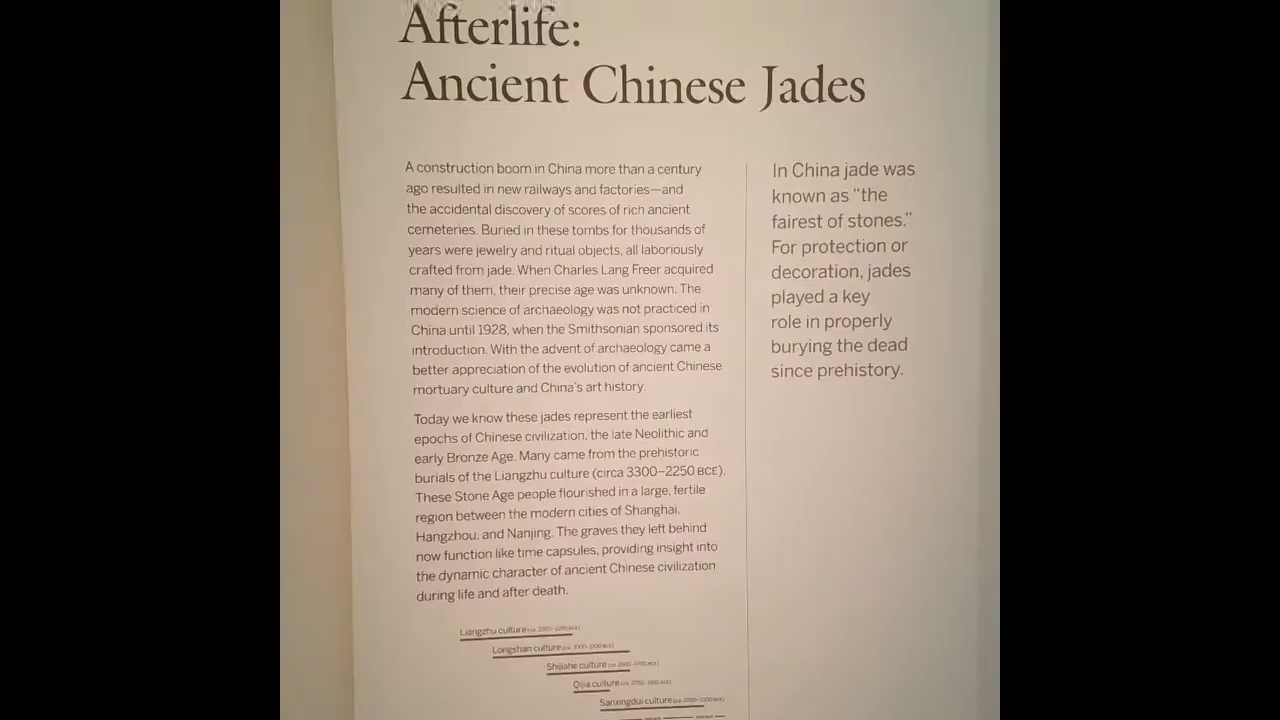 Afterlife:
Ancient Chinese Jades
A construction boom in China more than a century
ago resulted in new railways and factories—and
the accidental discovery of scores of rich ancient
cemeteries. Buried in these tombs for thousands of
years were jewelry and ritual objects, all laboriously
crafted from jade. When Charles Lang Freer acquired
many of them, their precise age was unknown. The
modern science of archaeology was not practiced in
China until 1928, when the Smithsonian sponsored its
introduction. With the advent of archaeology came a
better appreciation of the evolution of ancient Chinese
mortuary culture and China's art history.
Today we know these jades represent the earliest
epochs of Chinese civilization, the late Neolithic and
early Bronze Age. Many came from the prehistoric
burials of the Liangzhu culture (circa 3300–2250 BCE).
These Stone Age people flourished in a large, fertile
region between the modern cities of Shanghai,
Hangzhou, and Nanjing. The graves they left behind
now function like time capsules, providing insight into
the dynamic character of ancient Chinese civilization
during life and after death.
In China jade was
known as "the
fairest of stones."
For protection or
decoration, jades
played a key
role in properly
burying the dead
since prehistory.
Liangzhu culture
Longshan culture
Shijiahe culture
Qijia culture
Sanxingdui culture